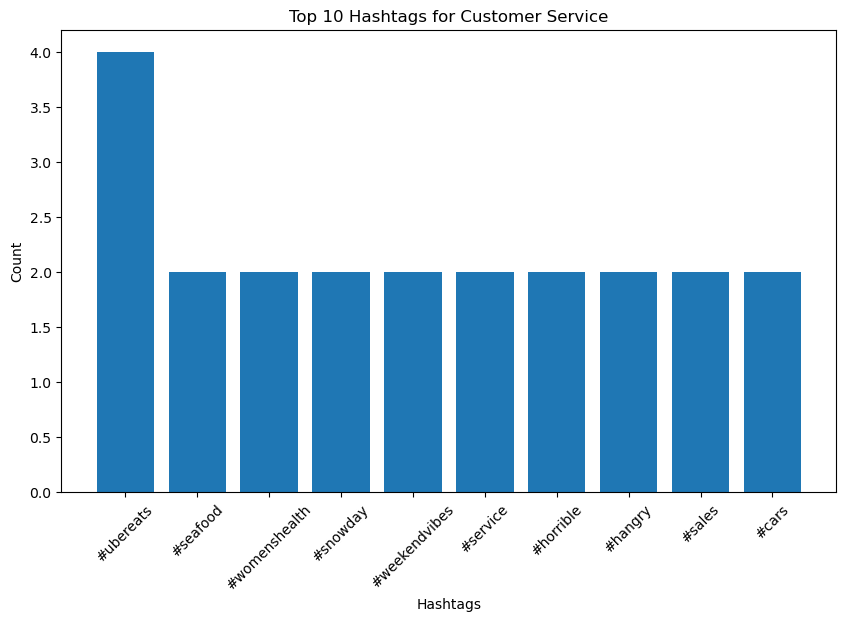 Top 10 Hashtags for Customer Service
4.0
3.5
3.0
2.5
2.0
1.5
1.0
0.5
0.0
Count
#ubereats
#seafood
#womenshealth
#snowday
#weekendvibes
#service
#horrible
#hangry
#sales
#cars
Hashtags